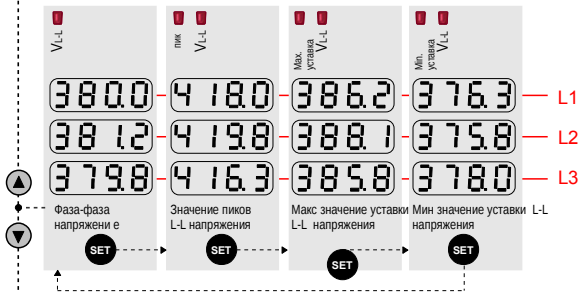 V L-L
пик
V L-L
Max.
уставка
V L-L
Min.
уставка
V L-L
380.0 418.0 386.2 376.3 L1
381.2 419.8 388.1 375.8 L2
379.8 416.3 385.8 378.0 L3
Фаза-фаза
напряжени е
Значение пиков
L-L напряжения
Макс значение уставки
L-L напряжения
Мин значение уставки L-L
напряжения
SET
SET
SET
SET